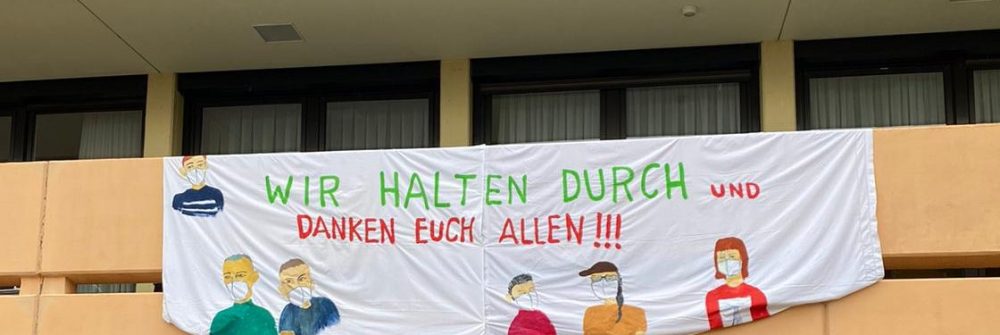 WIR HALTEN DURCH UND
DANKEN EUCH ALLEN!!!